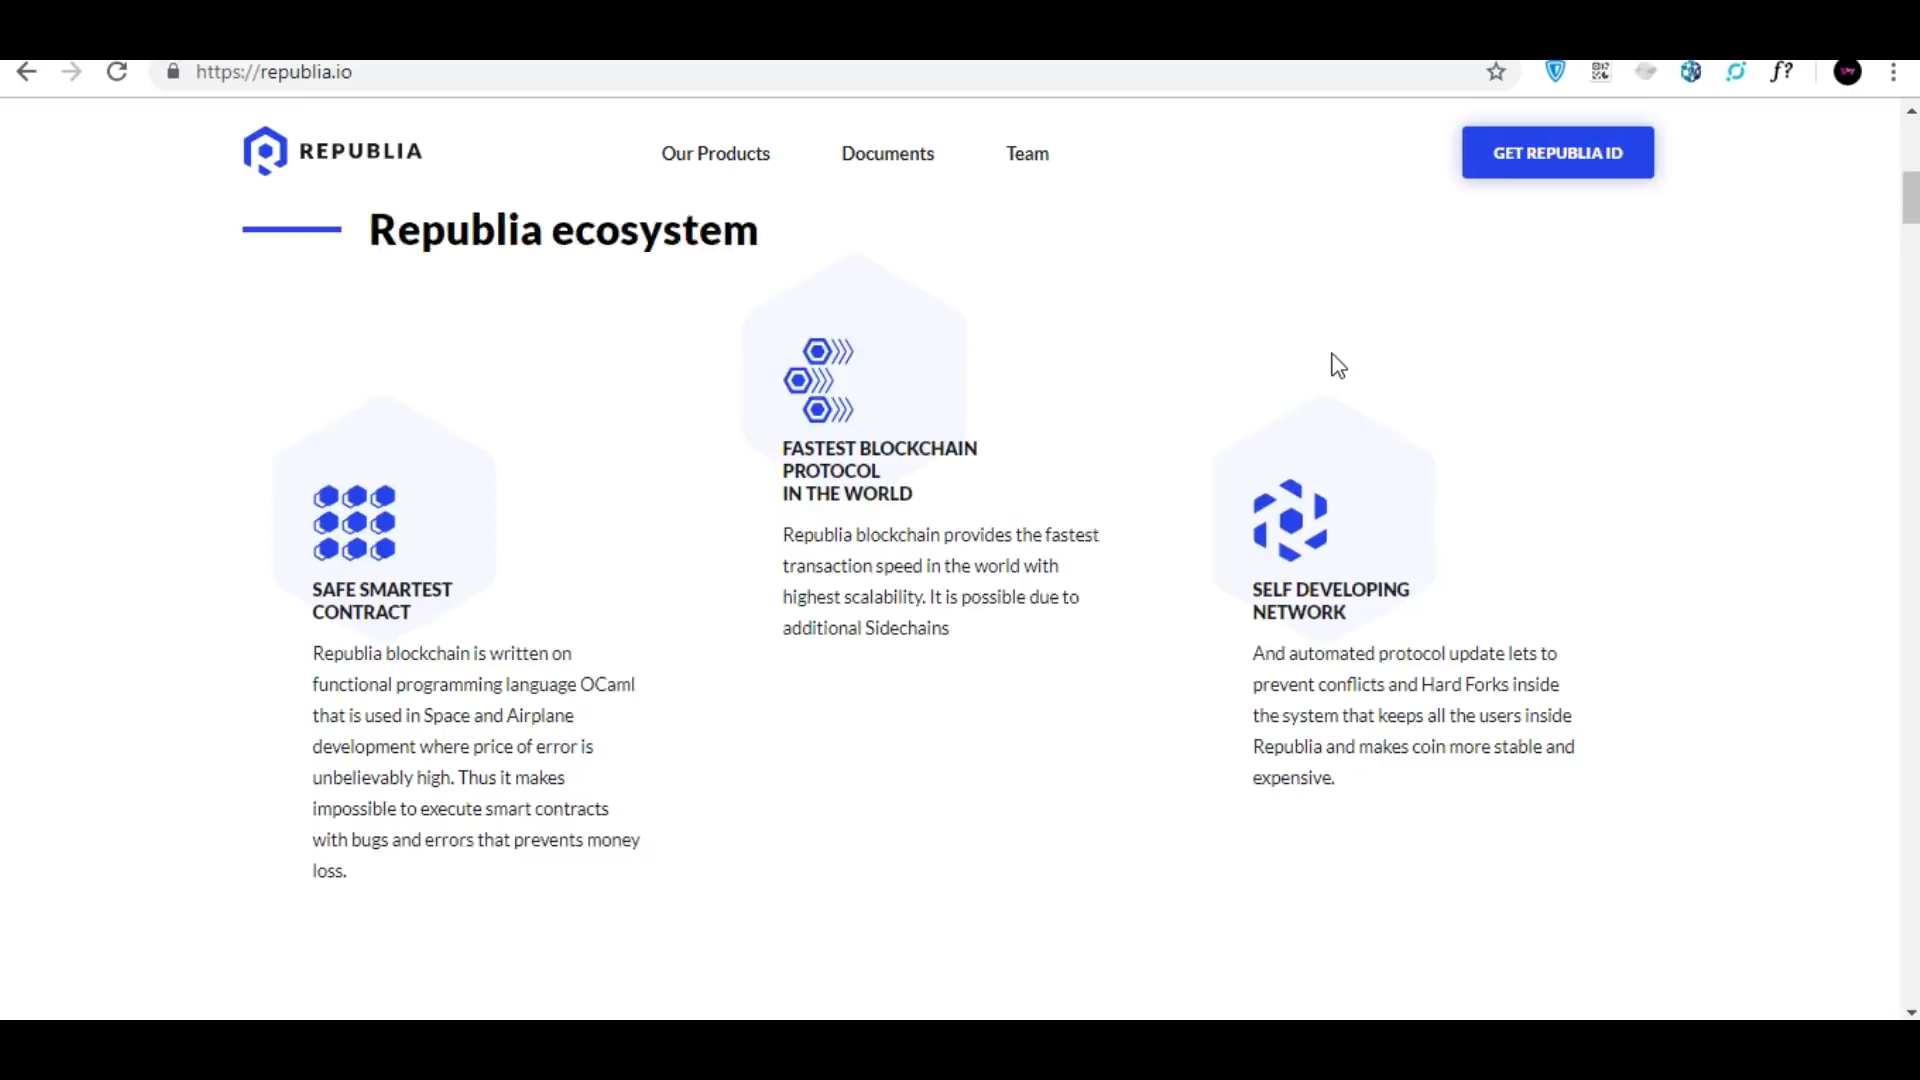 https://republia.io
f?
REPUBLIA
Our Products
Documents
Team
GET REPUBLIA ID
Republia ecosystem
SAFE SMARTEST
CONTRACT
Republia blockchain is written on
functional programming language OCaml
that is used in Space and Airplane
development where price of error is
unbelievably high. Thus it makes
impossible to execute smart contracts
with bugs and errors that prevents money
loss.
FASTEST BLOCKCHAIN
PROTOCOL
IN THE WORLD
Republia blockchain provides the fastest
transaction speed in the world with
highest scalability. It is possible due to
additional Sidechains
SELF DEVELOPING
NETWORK
And automated protocol update lets to
prevent conflicts and Hard Forks inside
the system that keeps all the users inside
Republia and makes coin more stable and
expensive.